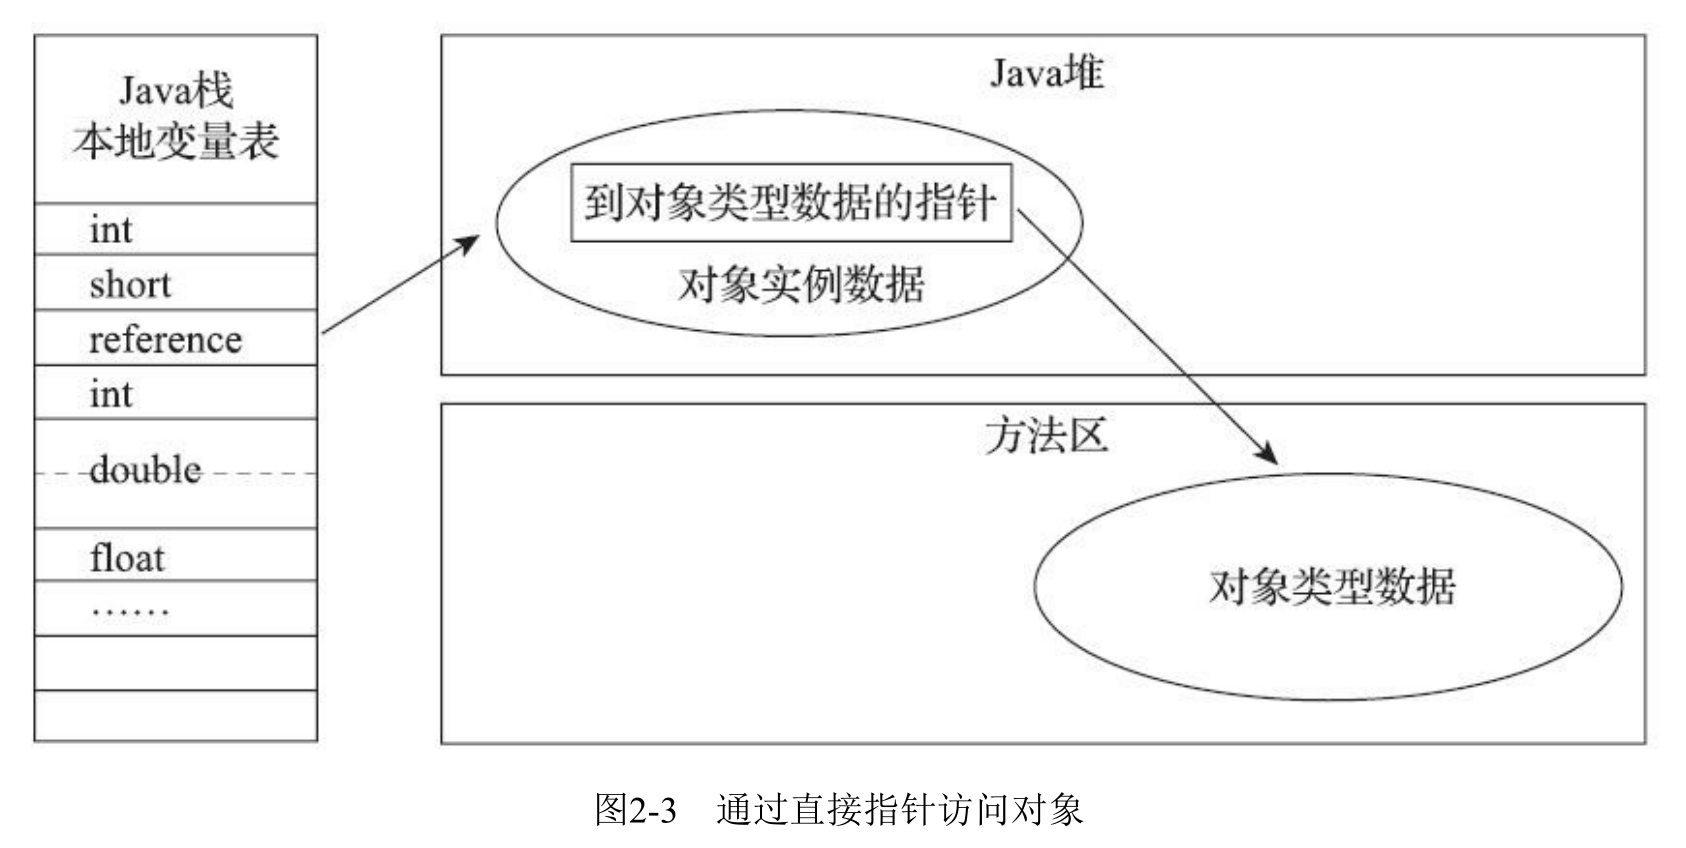 Java栈
本地变量表
int
short
reference
int
double
float
……
Java堆
到对象类型数据的指针
对象实例数据
方法区
对象类型数据
图2-3 通过直接指针访问对象